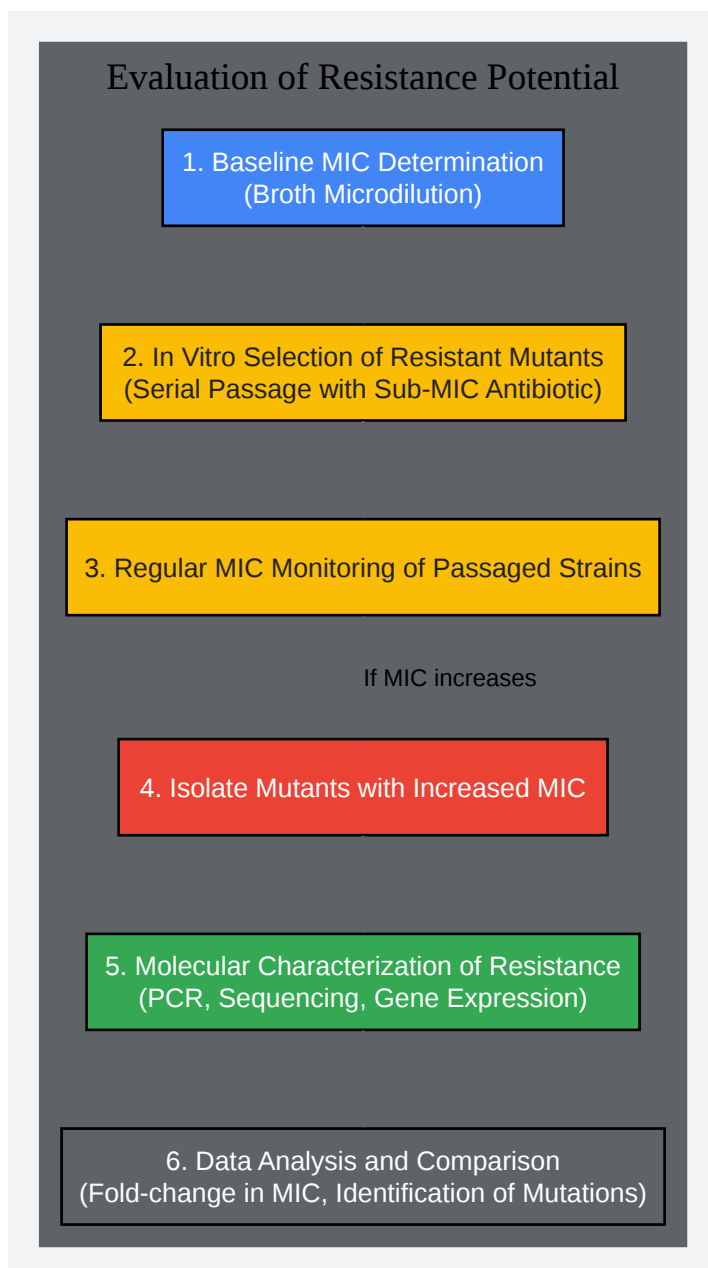 Evaluation of Resistance Potential
1. Baseline MIC Determination
(Broth Microdilution)
2. In Vitro Selection of Resistant Mutants
(Serial Passage with Sub-MIC Antibiotic)
3. Regular MIC Monitoring of Passaged Strains
If MIC increases
4. Isolate Mutants with Increased MIC
5. Molecular Characterization of Resistance
(PCR, Sequencing, Gene Expression)
6. Data Analysis and Comparison
(Fold-change in MIC, Identification of Mutations)